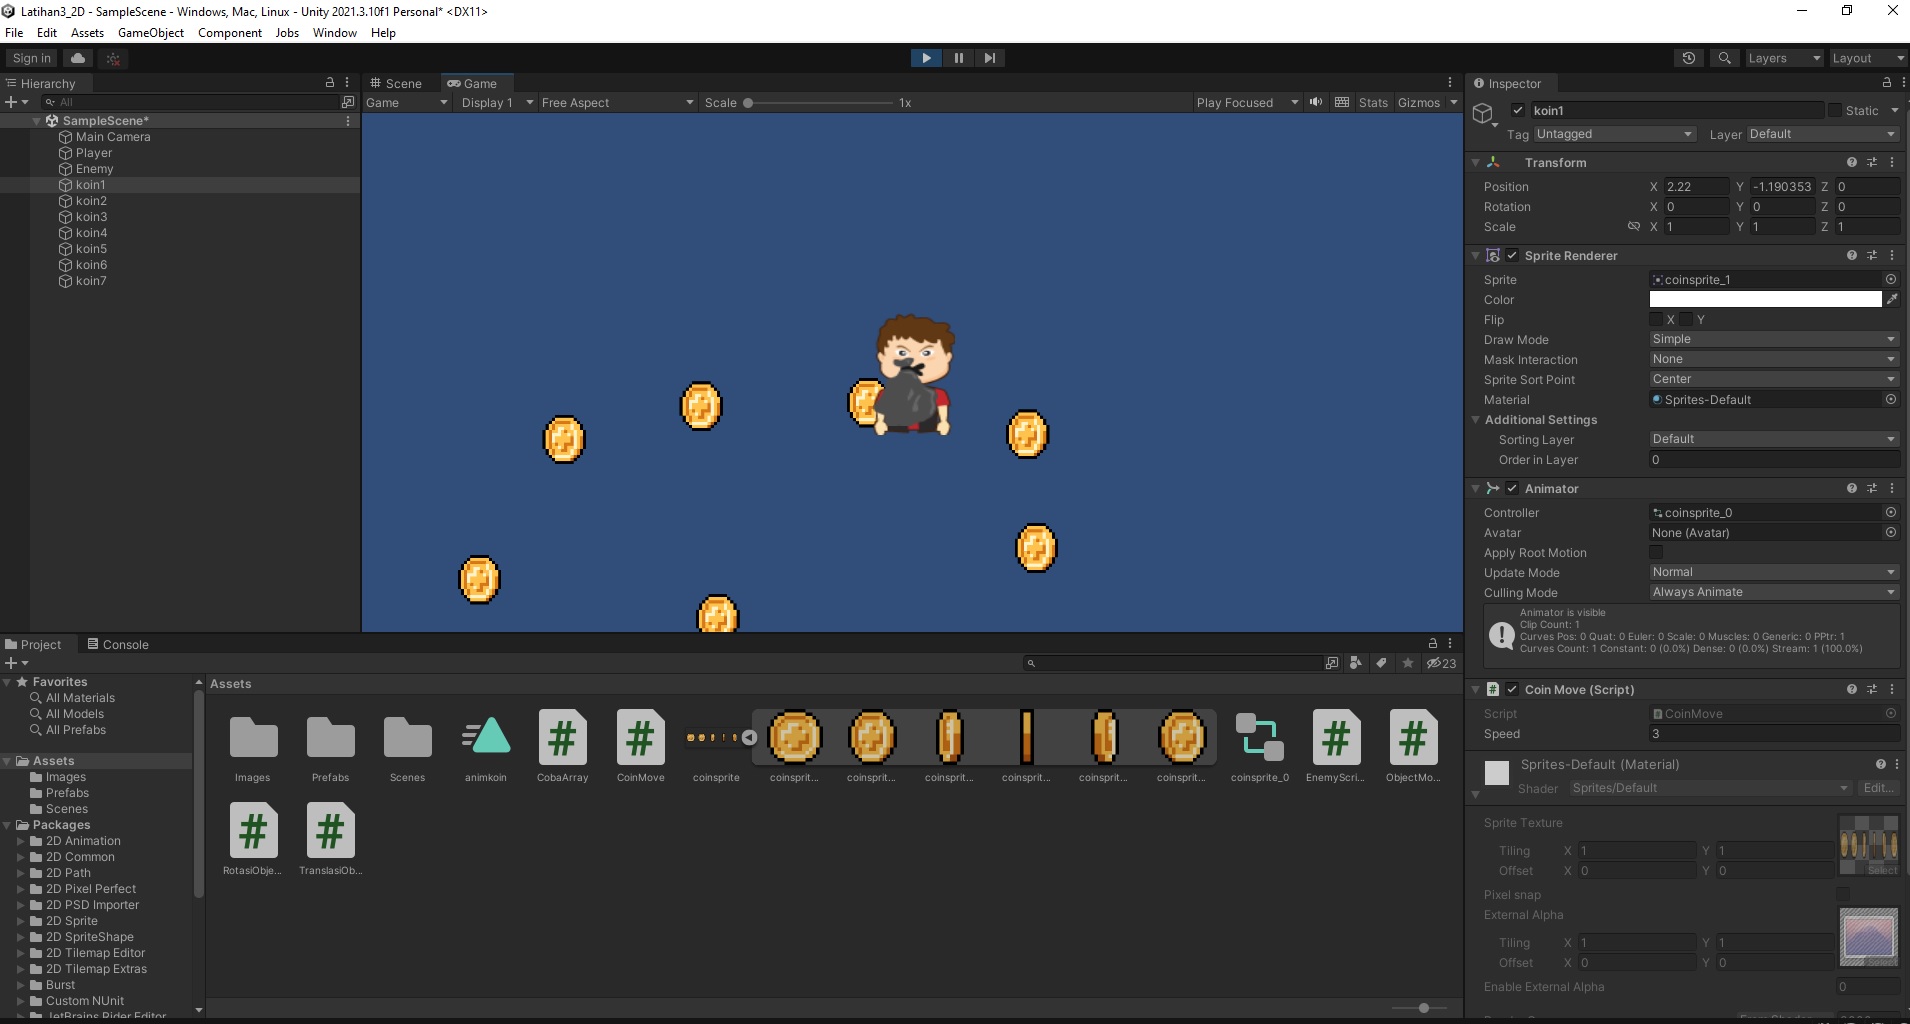 Latihan3_2D - SampleScene - Windows, Mac, Linux - Unity 2021.3.10f1 Personal* <DX11>
File Edit Assets GameObject Component Jobs Window Help
Sign in
Layers
Layout
Hierarchy
All
SampleScene*
Main Camera
Player
Enemy
koin1
koin2
koin3
koin4
koin5
koin6
koin7
Scene
Game
Game
Display 1
Free Aspect
Scale
1x
Play Focused
Stats
Gizmos
Project
Console
23
Favorites
All Materials
All Models
All Prefabs
Assets
Images
Prefabs
Scenes
Packages
2D Animation
2D Common
2D Path
2D Pixel Perfect
2D PSD Importer
2D Sprite
2D SpriteShape
2D Tilemap Editor
2D Tilemap Extras
Burst
Custom NUnit
JetBrains Rider Editor
Assets
Images
Prefabs
Scenes
animkoin
CobaArray
CoinMove
coinsprite
coinsprit...
coinsprit...
coinsprit...
coinsprit...
coinsprit...
coinsprit...
coinsprite_0
EnemyScri...
ObjectMo...
RotasiObje...
TranslasiOb...
Inspector
koin1
Static
Tag Untagged
Layer Default
Transform
Position X 2.22 Y -1.190353 Z 0
Rotation X 0 Y 0 Z 0
Scale X 1 Y 1 Z 1
Sprite Renderer
Sprite coinsprite_1
Color
Flip X Y
Draw Mode Simple
Mask Interaction None
Sprite Sort Point Center
Material Sprites-Default
Additional Settings
Sorting Layer Default
Order in Layer 0
Animator
Controller coinsprite_0
Avatar None (Avatar)
Apply Root Motion
Update Mode Normal
Culling Mode Always Animate
Animator is visible
Clip Count: 1
Curves Pos: 0 Quat: 0 Euler: 0 Scale: 0 Muscles: 0 Generic: 0 PPtr: 1
Curves Count: 1 Constant: 0 (0.0%) Dense: 0 (0.0%) Stream: 1 (100.0%)
Coin Move (Script)
Script CoinMove
Speed 3
Sprites-Default (Material)
Shader Sprites/Default Edit...
Sprite Texture
Tiling X 1 Y 1
Offset X 0 Y 0
Select
Pixel snap
External Alpha
Tiling X 1 Y 1
Offset X 0 Y 0
Select
Enable External Alpha 0